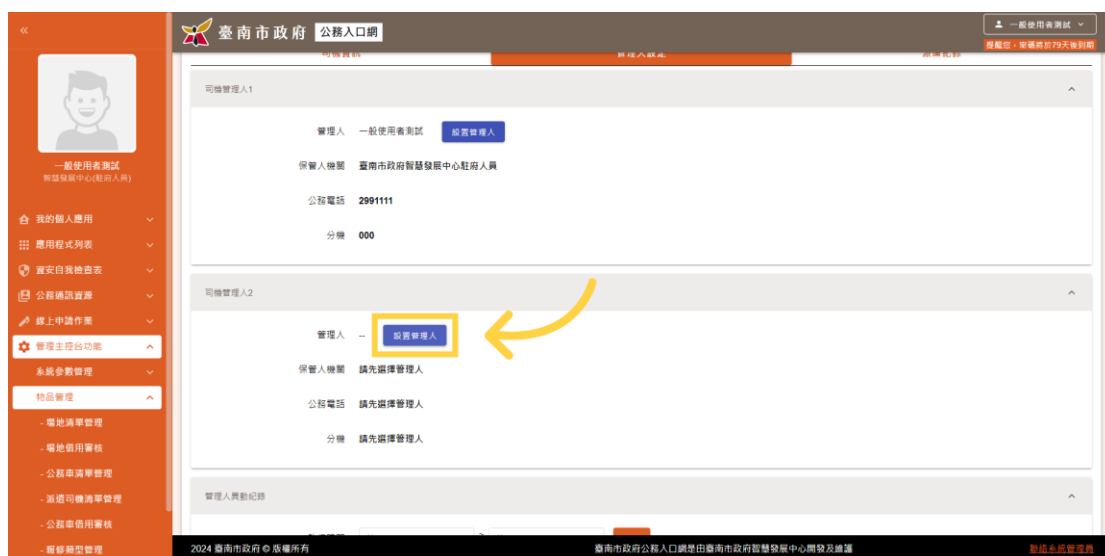 «
臺南市政府 公務入口網
一般使用者測試
提醒您，密碼將於79天後到期
司機資訊
管理人設定
派遣紀錄
一般使用者測試
智慧發展中心(駐府人員)
我的個人應用
應用程式列表
資安自我檢查表
公務通訊資源
線上申請作業
管理主控台功能
系統參數管理
物品管理
- 場地清單管理
- 場地借用審核
- 公務車清單管理
- 派遣司機清單管理
- 公務車借用審核
- 報修類型管理
司機管理人1
管理人 一般使用者測試 設置管理人
保管人機關 臺南市政府智慧發展中心駐府人員
公務電話 2991111
分機 000
司機管理人2
管理人 -- 設置管理人
保管人機關 請先選擇管理人
公務電話 請先選擇管理人
分機 請先選擇管理人
管理人異動紀錄
~
2024 臺南市政府 © 版權所有
臺南市政府公務入口網是由臺南市政府智慧發展中心開發及維護
聯絡系統管理員